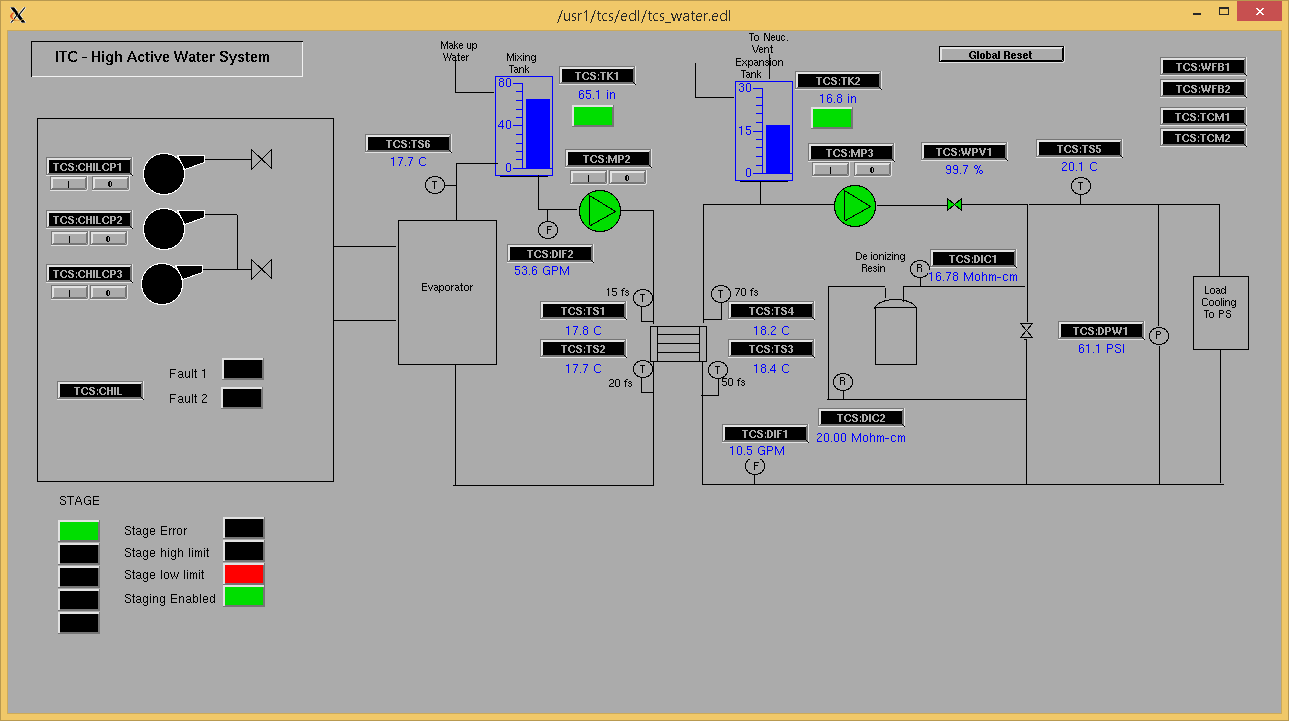 /usr1/tcs/edl/tcs_water.edl
ITC - High Active Water System
Make up
Water
Mixing
Tank
80
40
0
TCS:TK1
65.1 in
To Neuc.
Vent
Expansion
Tank
30
15
0
TCS:TK2
16.8 in
Global Reset
TCS:WFB1
TCS:WFB2
TCS:TCM1
TCS:TCM2
TCS:CHILCP1
I 0
TCS:CHILCP2
I 0
TCS:CHILCP3
I 0
TCS:TS6
17.7 C
T
TCS:MP2
I 0
F
TCS:DIF2
53.6 GPM
TCS:MP3
I 0
TCS:WPV1
99.7 %
TCS:TS5
20.1 C
T
Evaporator
15 fs
T
TCS:TS1
17.8 C
TCS:TS2
17.7 C
T
20 fs
T
70 fs
TCS:TS4
18.2 C
TCS:TS3
18.4 C
T
50 fs
De ionizing
Resin
R
TCS:DIC1
16.78 Mohm-cm
R
TCS:DIC2
20.00 Mohm-cm
TCS:DPW1
61.1 PSI
P
Load
Cooling
To PS
TCS:DIF1
10.5 GPM
F
Fault 1
TCS:CHIL
Fault 2
STAGE
Stage Error
Stage high limit
Stage low limit
Staging Enabled